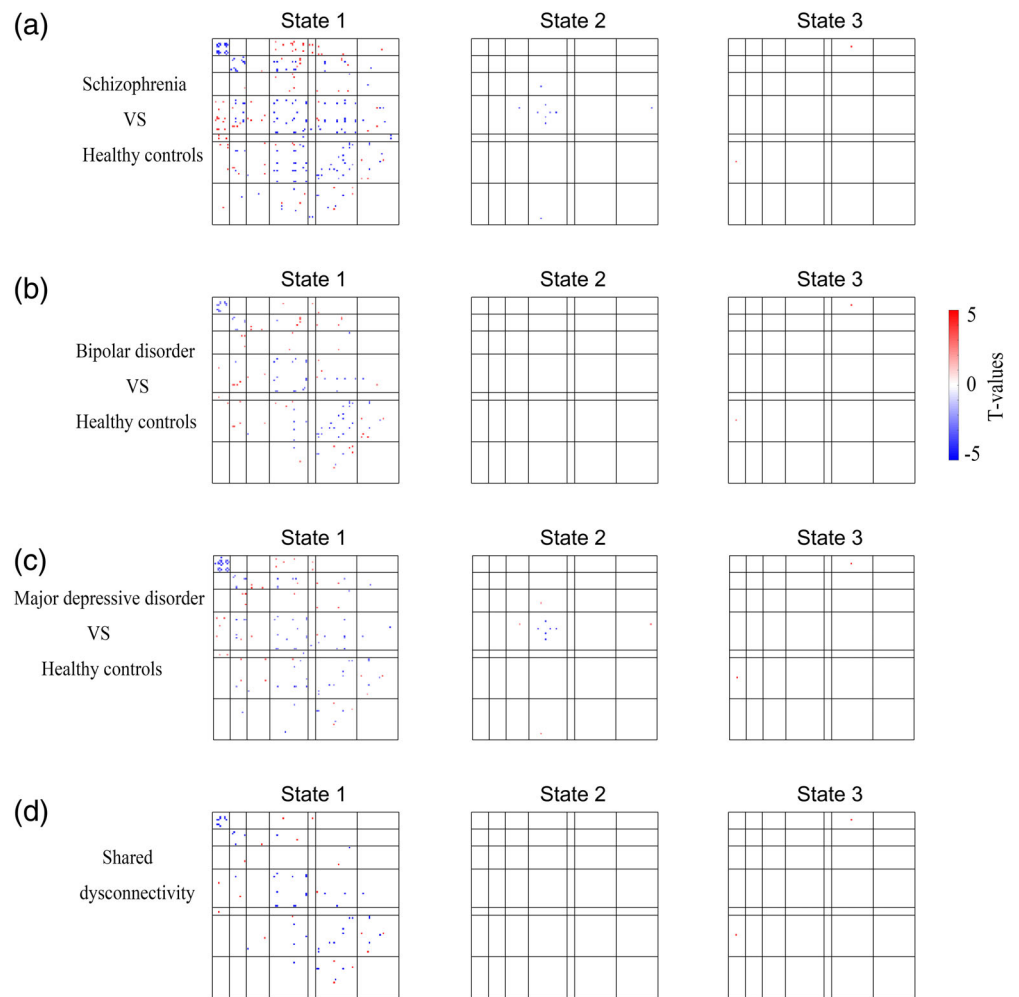 (a)
State 1
State 2
State 3
Schizophrenia
VS
Healthy controls
(b)
State 1
State 2
State 3
Bipolar disorder
VS
Healthy controls
5
0
-5
T-values
(c)
State 1
State 2
State 3
Major depressive disorder
VS
Healthy controls
(d)
State 1
State 2
State 3
Shared
dysconnectivity